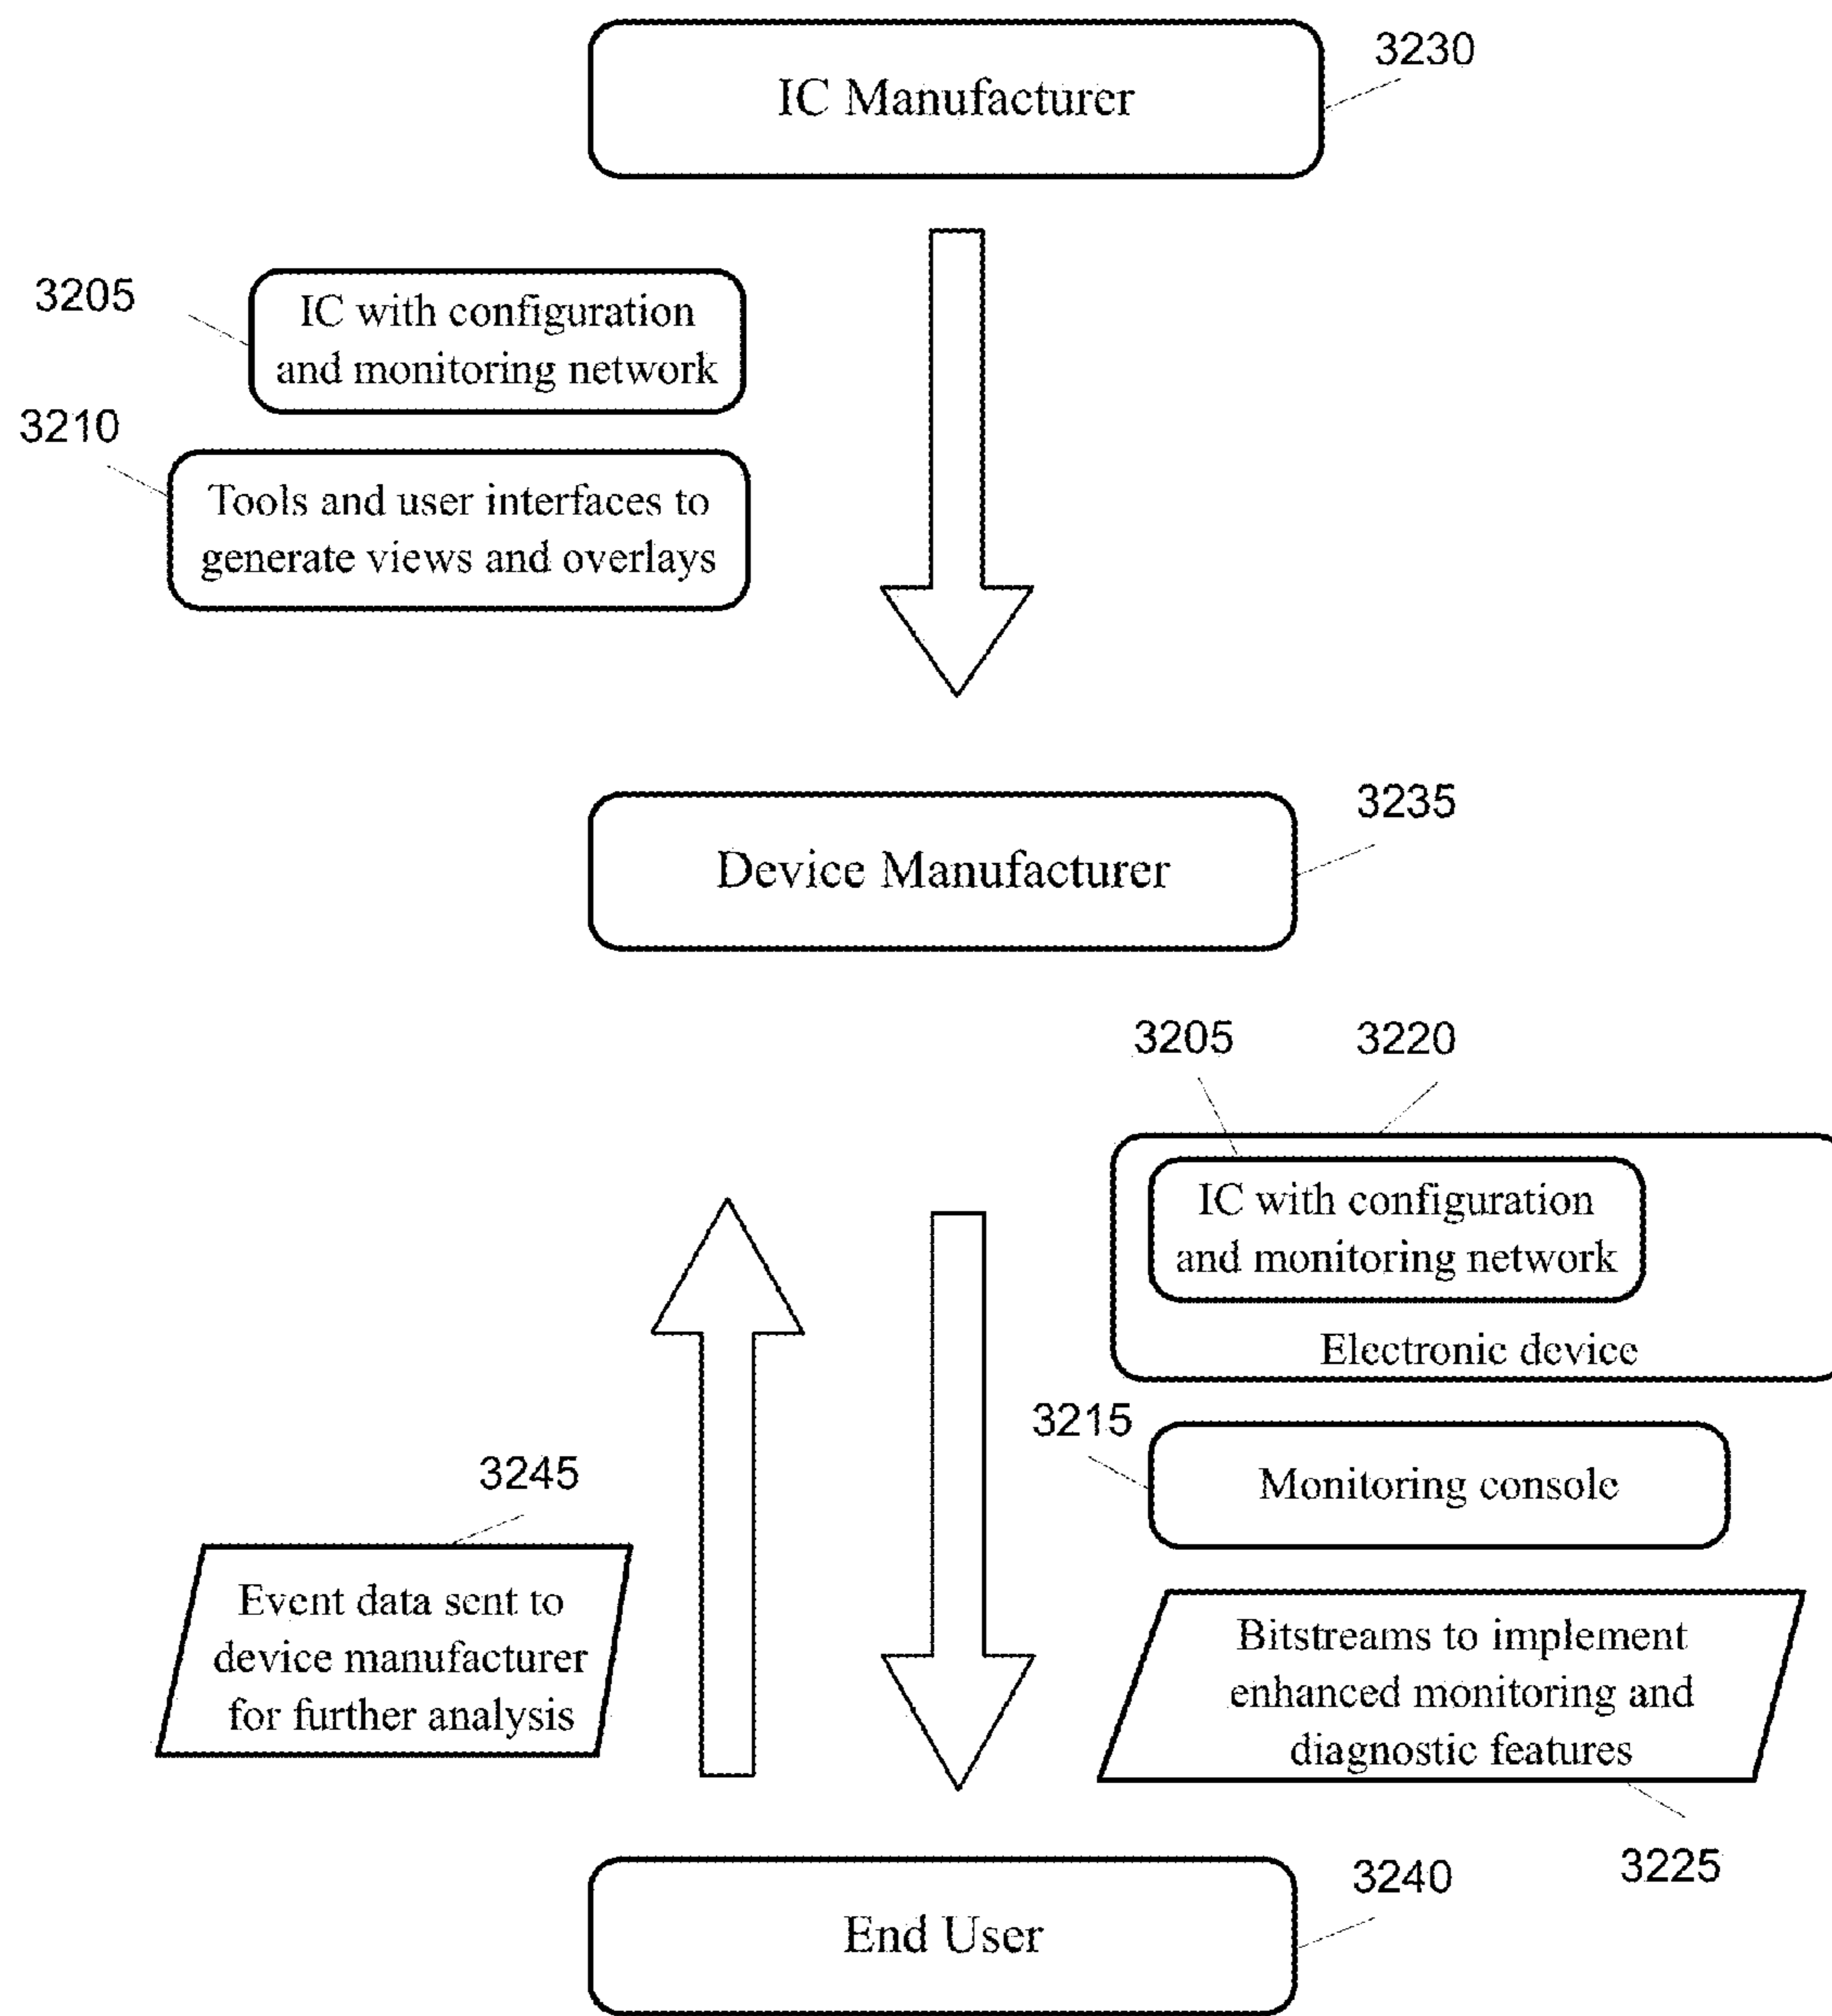 3230
IC Manufacturer
3205
IC with configuration
and monitoring network
3210
Tools and user interfaces to
generate views and overlays
3235
Device Manufacturer
3205
3220
IC with configuration
and monitoring network
Electronic device
3215
Monitoring console
3245
Event data sent to
device manufacturer
for further analysis
Bitstreams to implement
enhanced monitoring and
diagnostic features
3225
3240
End User